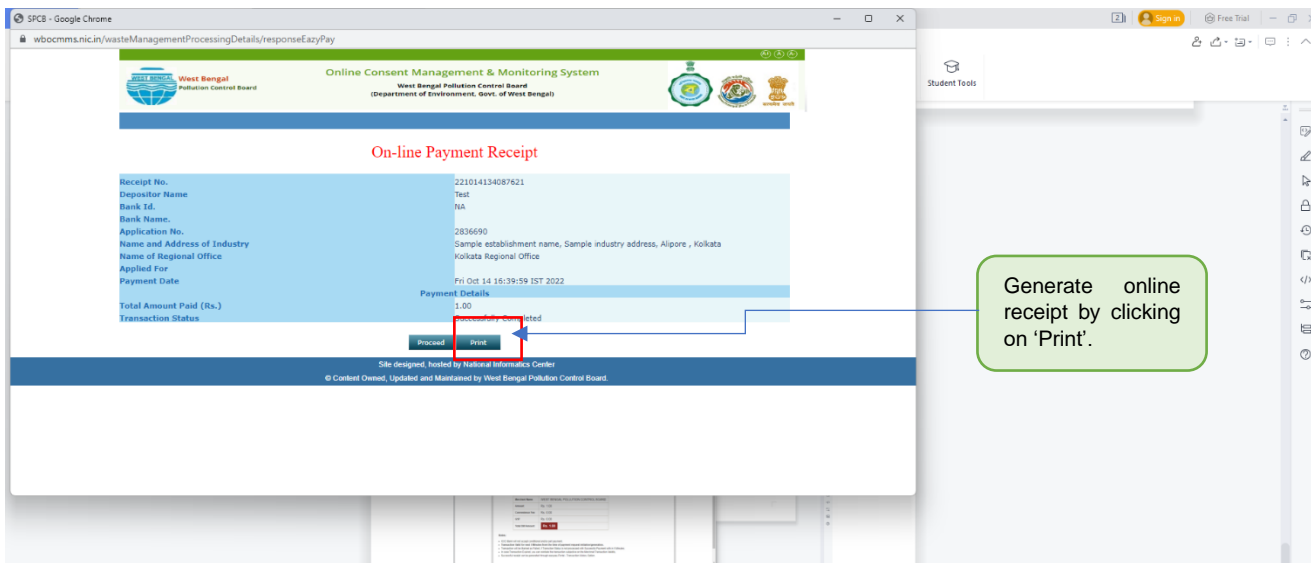 SPCB - Google Chrome
2 Sign in Free Trial
wbocmms.nic.in/wasteManagementProcessingDetails/responseEazyPay
Student Tools
WEST BENGAL
West Bengal
Pollution Control Board
Online Consent Management & Monitoring System
West Bengal Pollution Control Board
(Department of Environment, Govt. of West Bengal)
On-line Payment Receipt
Receipt No. 221014134087621
Depositor Name Test
Bank Id. NA
Bank Name.
Application No. 2836690
Name and Address of Industry Sample establishment name, Sample industry address, Alipore , Kolkata
Name of Regional Office Kolkata Regional Office
Applied For
Payment Date Fri Oct 14 16:39:59 IST 2022
Payment Details
Total Amount Paid (Rs.) 1.00
Transaction Status Successfully Completed
Proceed Print
Site designed, hosted by National Informatics Center
© Content Owned, Updated and Maintained by West Bengal Pollution Control Board.
Generate online
receipt by clicking
on ‘Print’.